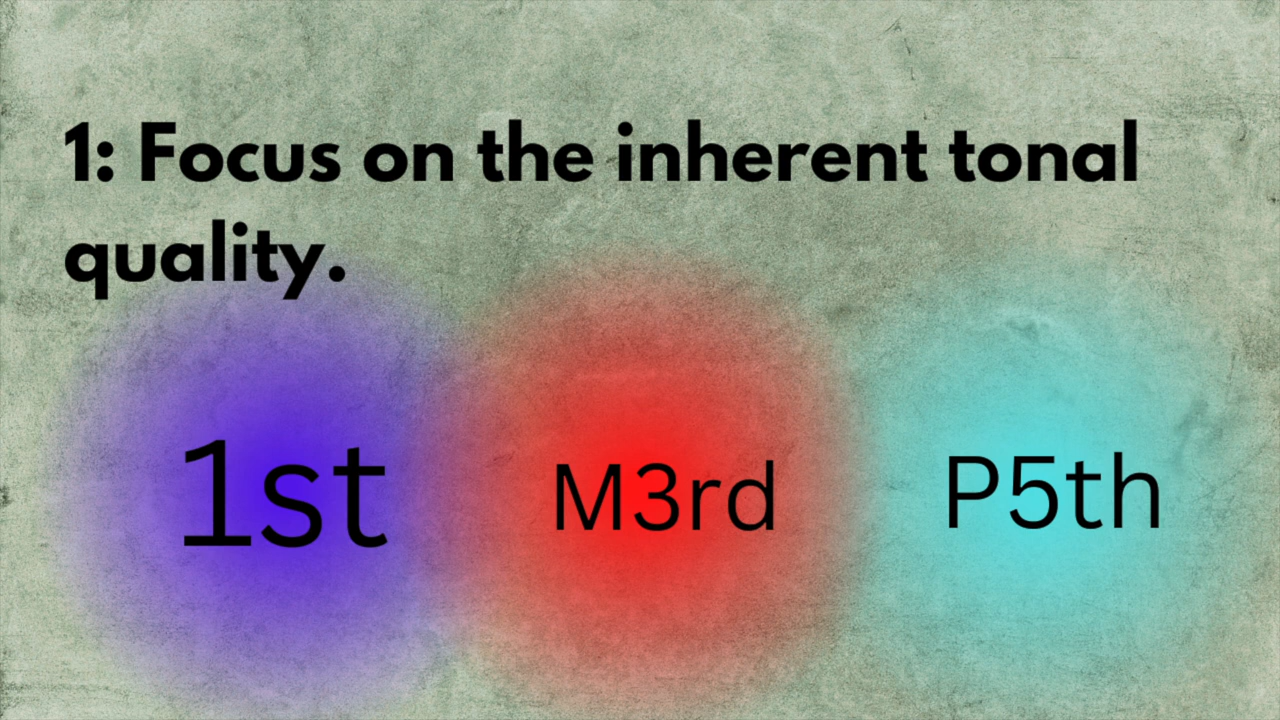 1: Focus on the inherent tonal
quality.
1st
M3rd
P5th